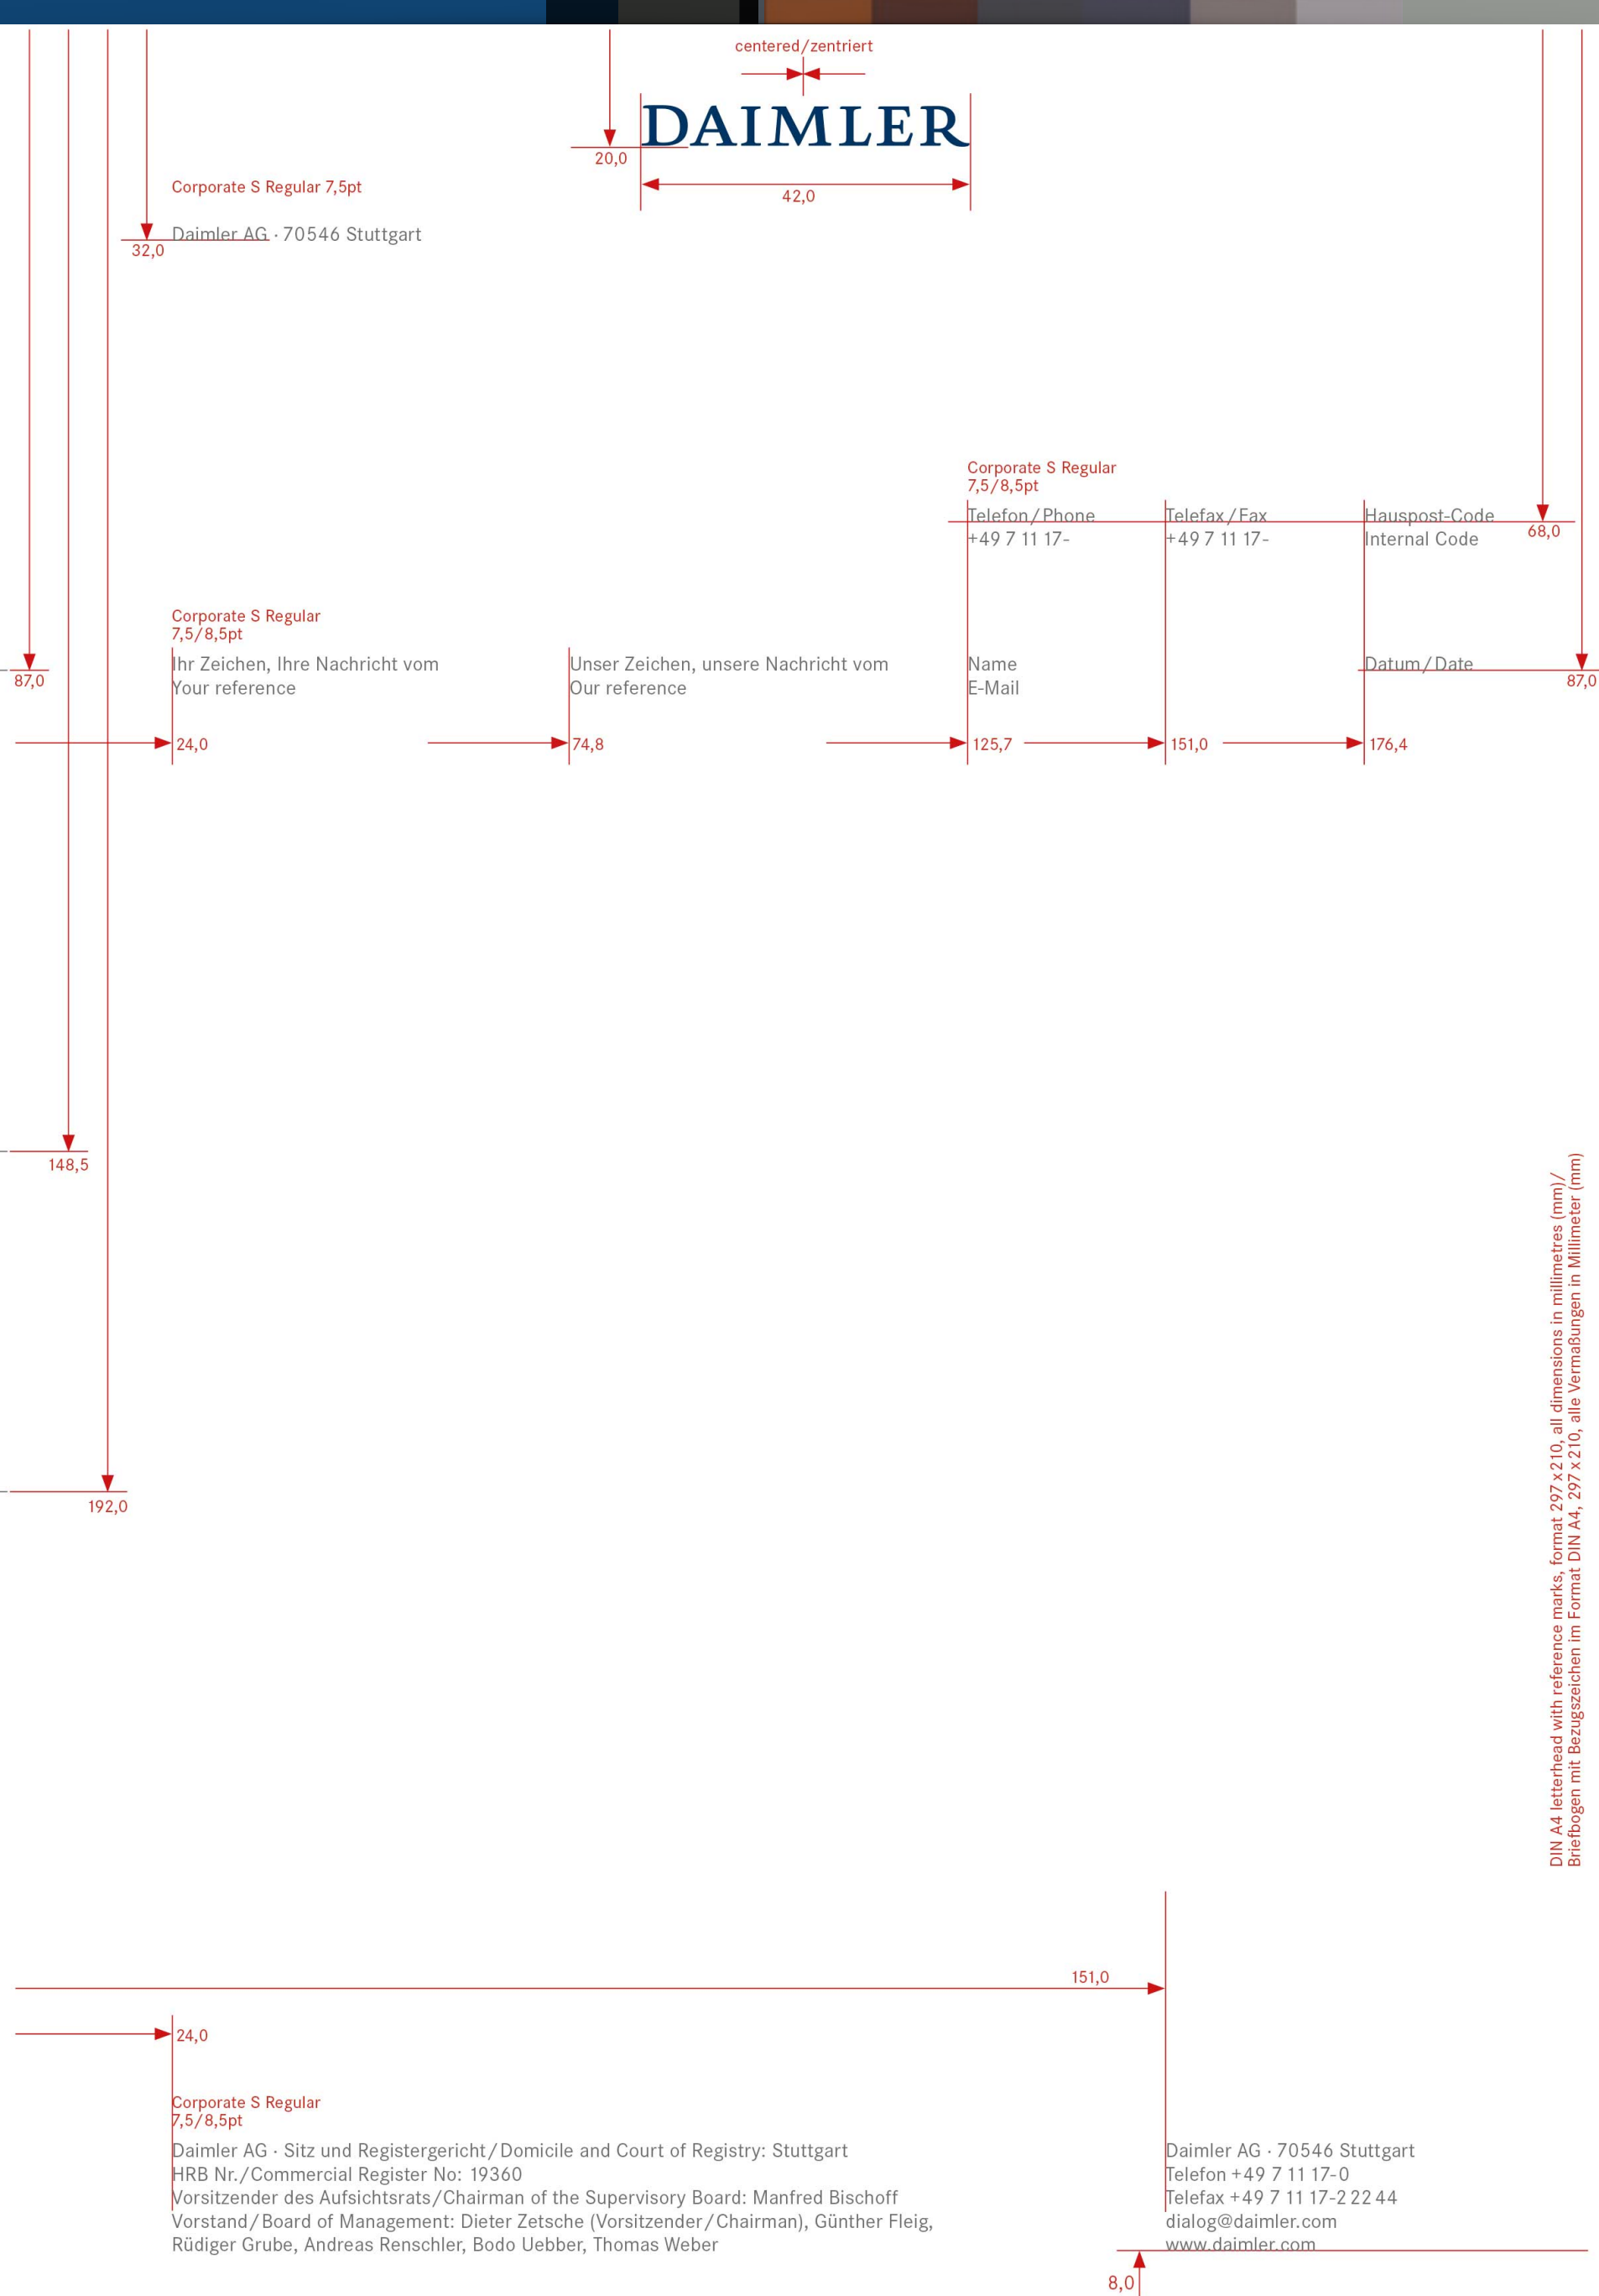 centered/zentriert
DAIMLER
20,0
42,0
Corporate S Regular 7,5pt
Daimler AG · 70546 Stuttgart
32,0
Corporate S Regular
7,5/8,5pt
Telefon/Phone
+49 7 11 17-
Telefax/Fax
+49 7 11 17-
Hauspost-Code
Internal Code
68,0
Corporate S Regular
7,5/8,5pt
Ihr Zeichen, Ihre Nachricht vom
Your reference
Unser Zeichen, unsere Nachricht vom
Our reference
Name
E-Mail
Datum/Date
87,0
87,0
24,0
74,8
125,7
151,0
176,4
148,5
192,0
DIN A4 letterhead with reference marks, format 297 x 210, all dimensions in millimetres (mm)/
Briefbogen mit Bezugszeichen im Format DIN A4, 297 x 210, alle Vermaßungen in Millimeter (mm)
151,0
24,0
Corporate S Regular
7,5/8,5pt
Daimler AG · Sitz und Registergericht/Domicile and Court of Registry: Stuttgart
HRB Nr./Commercial Register No: 19360
Vorsitzender des Aufsichtsrats/Chairman of the Supervisory Board: Manfred Bischoff
Vorstand/Board of Management: Dieter Zetsche (Vorsitzender/Chairman), Günther Fleig,
Rüdiger Grube, Andreas Renschler, Bodo Uebber, Thomas Weber
Daimler AG · 70546 Stuttgart
Telefon +49 7 11 17-0
Telefax +49 7 11 17-2 22 44
dialog@daimler.com
www.daimler.com
8,0